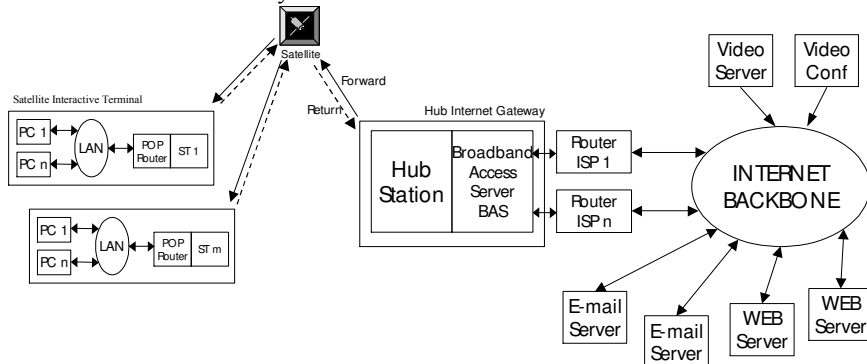 Satellite
Forward
Return
Satellite Interactive Terminal
PC 1
PC n
LAN
POP
Router
ST 1
PC 1
PC n
LAN
POP
Router
ST m
Hub Internet Gateway
Hub
Station
Broadband
Access
Server
BAS
Router
ISP 1
Router
ISP n
Video
Server
Video
Conf
INTERNET
BACKBONE
E-mail
Server
E-mail
Server
WEB
Server
WEB
Server